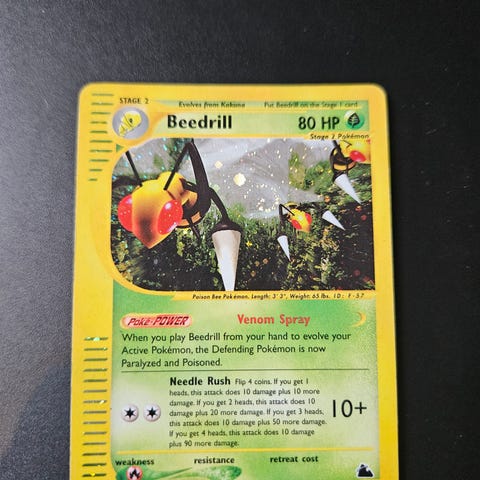 STAGE 2 Evolves from Kakuna Put Beedrill on the Stage 1 card
Beedrill 80 HP
Stage 2 Pokémon
Poison Bee Pokémon. Length: 3' 3", Weight: 65 lbs. ID: F-57
Poké-POWER Venom Spray
When you play Beedrill from your hand to evolve your
Active Pokémon, the Defending Pokémon is now
Paralyzed and Poisoned.
Needle Rush Flip 4 coins. If you get 1
heads, this attack does 10 damage plus 10 more
damage. If you get 2 heads, this attack does 10
damage plus 20 more damage. If you get 3 heads,
this attack does 10 damage plus 50 more damage.
If you get 4 heads, this attack does 10 damage
plus 90 more damage.
10+
weakness resistance retreat cost